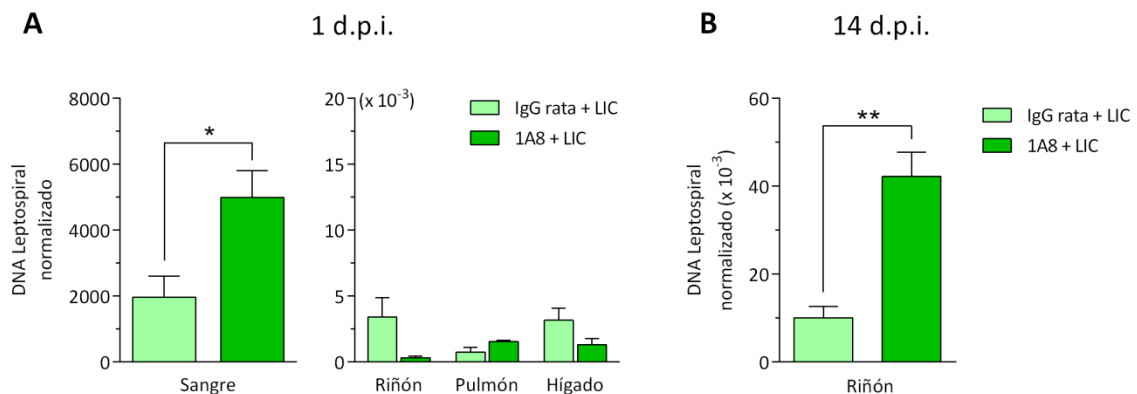 A
1 d.p.i.
B
14 d.p.i.
DNA Leptospiral
normalizado
8000
6000
4000
2000
0
*
Sangre
20
15
10
5
0
(x 10⁻³)
IgG rata + LIC
1A8 + LIC
Riñón
Pulmón
Hígado
DNA Leptospiral
normalizado (x 10⁻³)
60
40
20
0
**
Riñón
IgG rata + LIC
1A8 + LIC